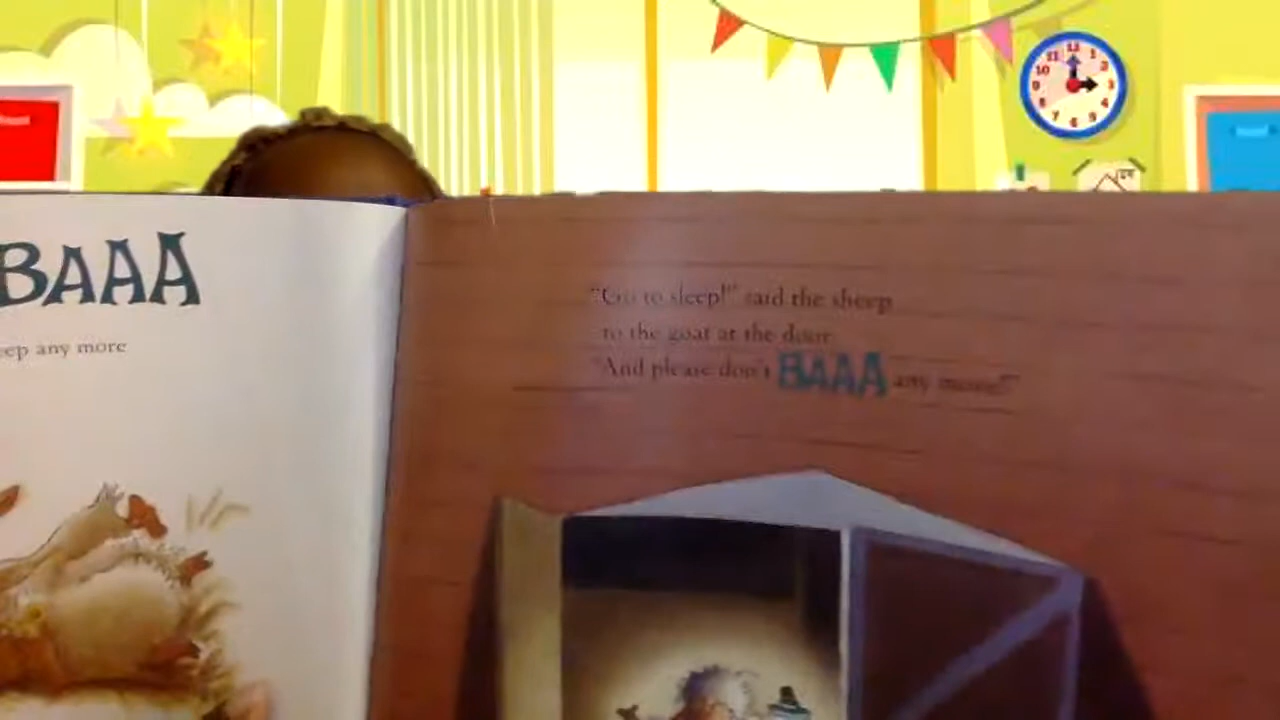 BAAA
any more
"Go to sleep!" said the sheep
to the goat at the door.
"And please don't BAAA any more!"